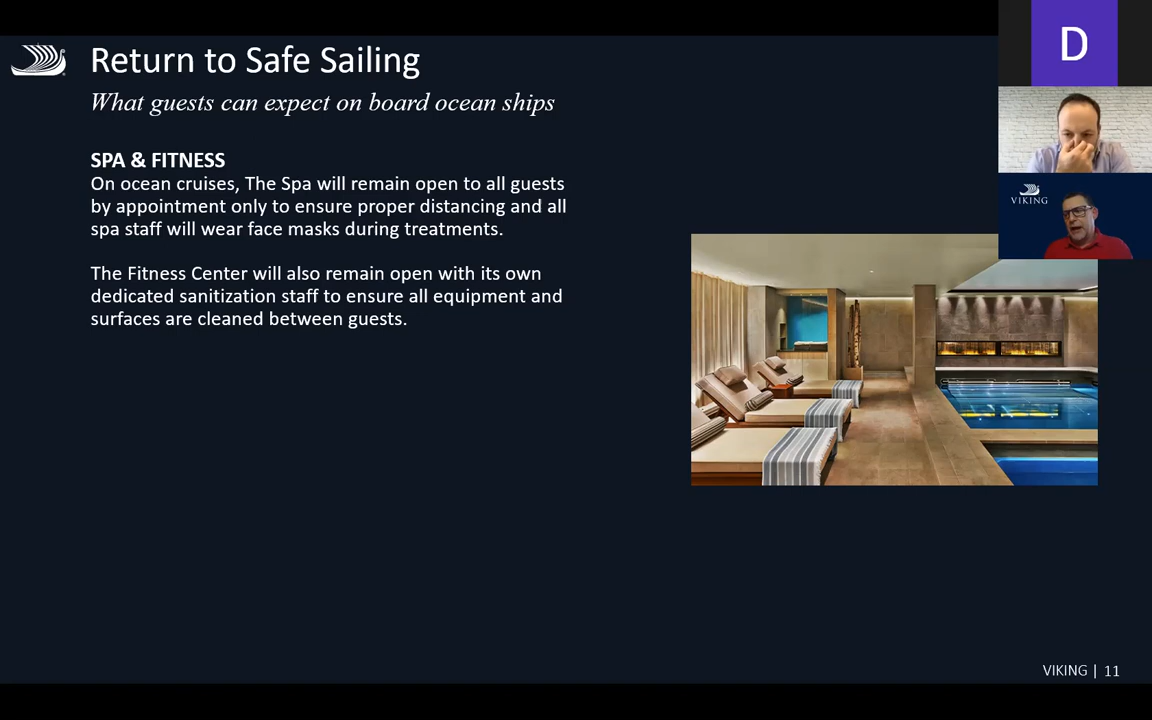 Return to Safe Sailing
What guests can expect on board ocean ships
SPA & FITNESS
On ocean cruises, The Spa will remain open to all guests
by appointment only to ensure proper distancing and all
spa staff will wear face masks during treatments.
The Fitness Center will also remain open with its own
dedicated sanitization staff to ensure all equipment and
surfaces are cleaned between guests.
D
VIKING
VIKING | 11